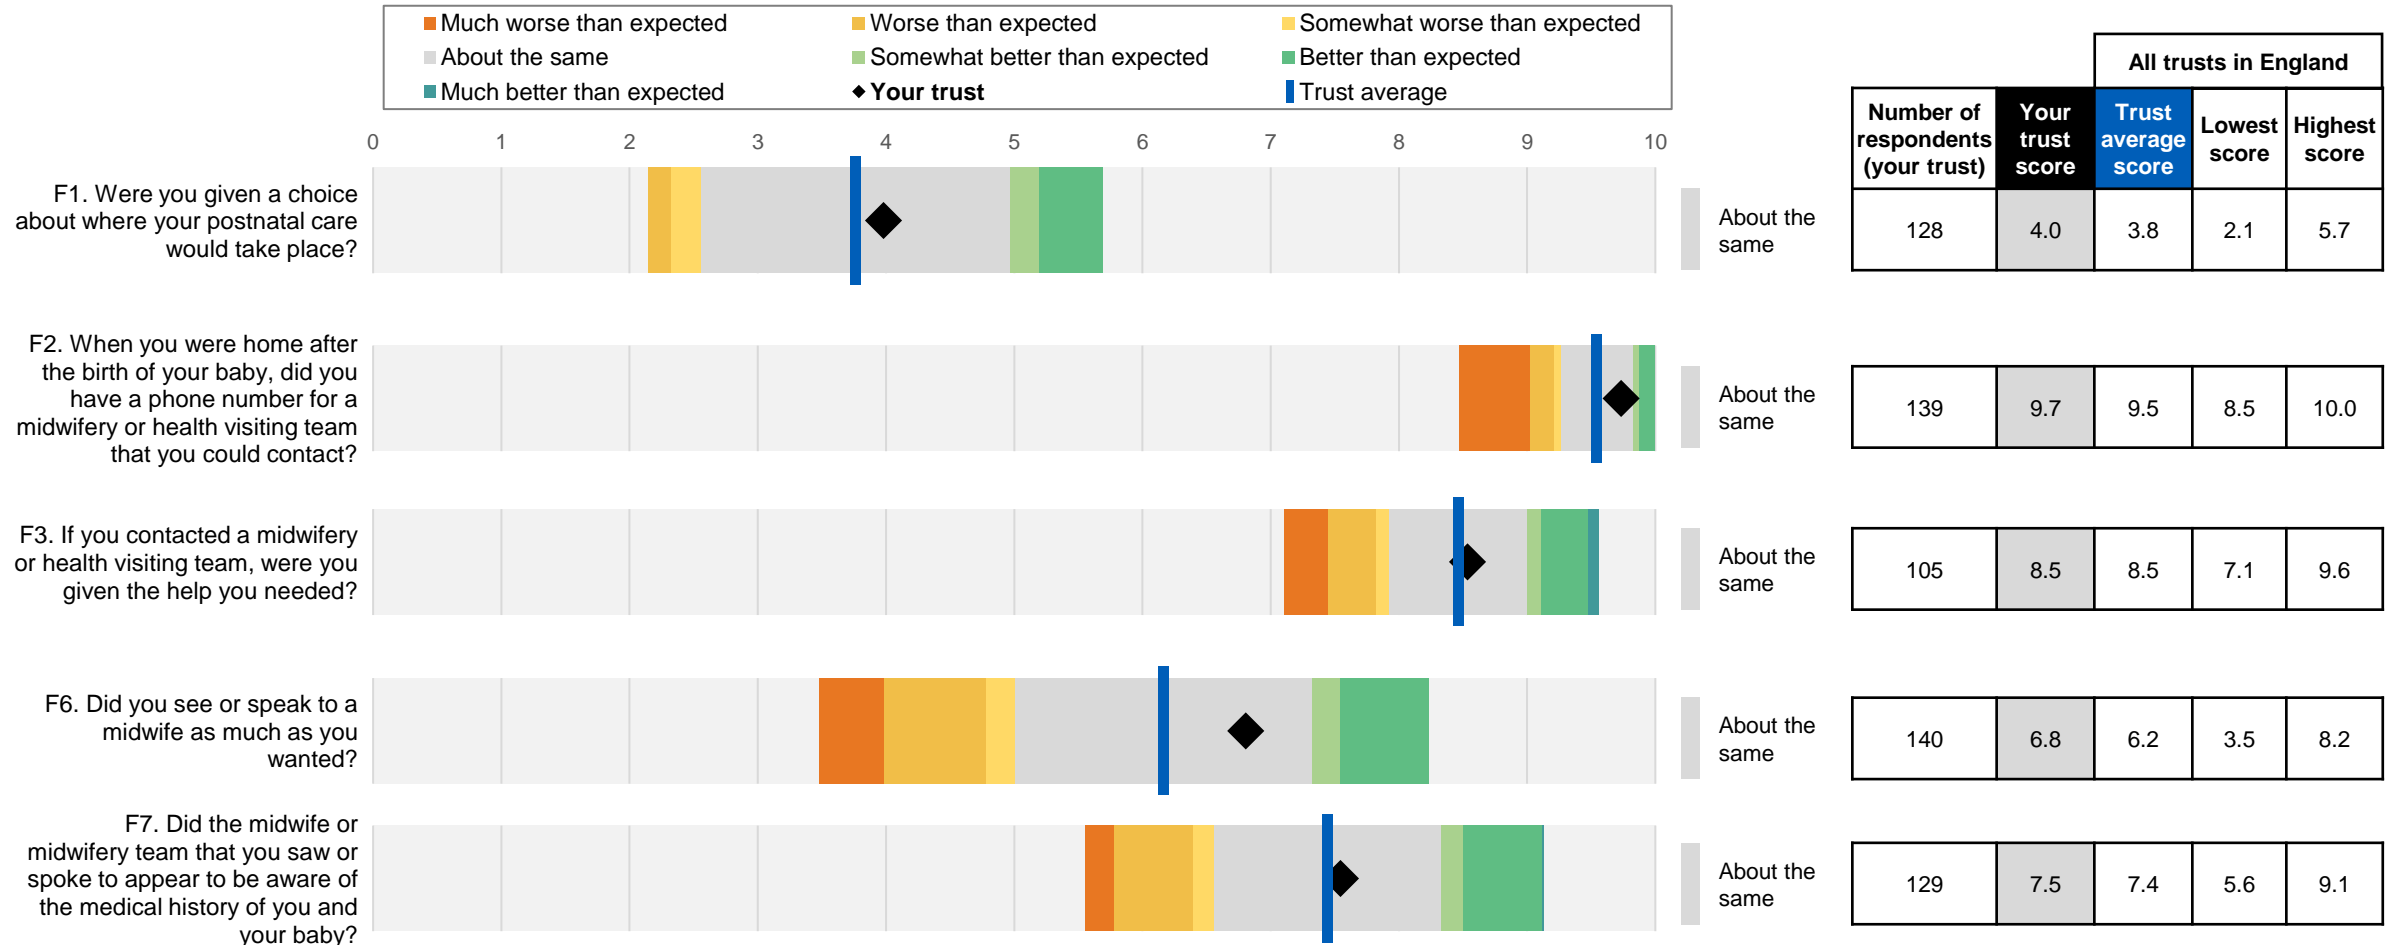 Much worse than expected
Worse than expected
Somewhat worse than expected
About the same
Somewhat better than expected
Better than expected
Much better than expected
Your trust
Trust average
All trusts in England
Number of
respondents
(your trust)
Your
trust
score
Trust
average
score
Lowest
score
Highest
score
0 1 2 3 4 5 6 7 8 9 10
F1. Were you given a choice
about where your postnatal care
would take place?
About the
same
128 4.0 3.8 2.1 5.7
F2. When you were home after
the birth of your baby, did you
have a phone number for a
midwifery or health visiting team
that you could contact?
About the
same
139 9.7 9.5 8.5 10.0
F3. If you contacted a midwifery
or health visiting team, were you
given the help you needed?
About the
same
105 8.5 8.5 7.1 9.6
F6. Did you see or speak to a
midwife as much as you
wanted?
About the
same
140 6.8 6.2 3.5 8.2
F7. Did the midwife or
midwifery team that you saw or
spoke to appear to be aware of
the medical history of you and
your baby?
About the
same
129 7.5 7.4 5.6 9.1